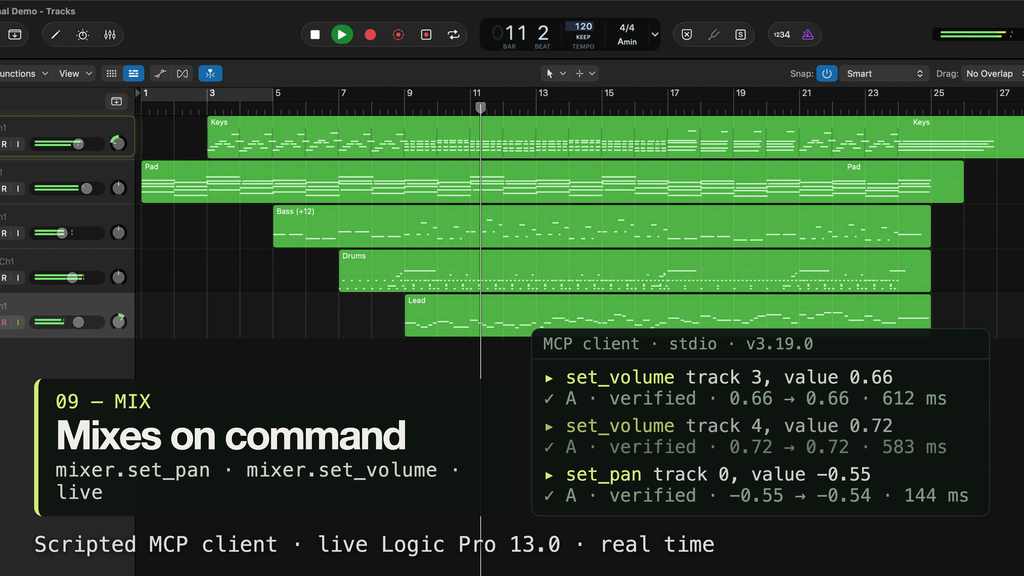 al Demo - Tracks
11 2
BAR BEAT
120
KEEP
TEMPO
4/4
Amin
S
1234
unctions View
Snap: Smart Drag: No Overlap
1 3 5 7 9 11 13 15 17 19 21 23 25 27
R I
Keys Keys
R I
Pad Pad
R I
Bass (+12)
Ch1
R I
Drums
R I
Lead
MCP client · stdio · v3.19.0
▸ set_volume track 3, value 0.66
✓ A · verified · 0.66 → 0.66 · 612 ms
▸ set_volume track 4, value 0.72
✓ A · verified · 0.72 → 0.72 · 583 ms
▸ set_pan track 0, value −0.55
✓ A · verified · −0.55 → −0.54 · 144 ms
09 — MIX
Mixes on command
mixer.set_pan · mixer.set_volume ·
live
Scripted MCP client · live Logic Pro 13.0 · real time